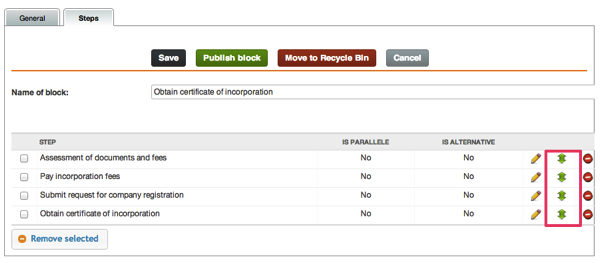 General Steps
Save Publish block Move to Recycle Bin Cancel
Name of block: Obtain certificate of incorporation
STEP IS PARALLELE IS ALTERNATIVE
Assessment of documents and fees No No
Pay incorporation fees No No
Submit request for company registration No No
Obtain certificate of incorporation No No
Remove selected